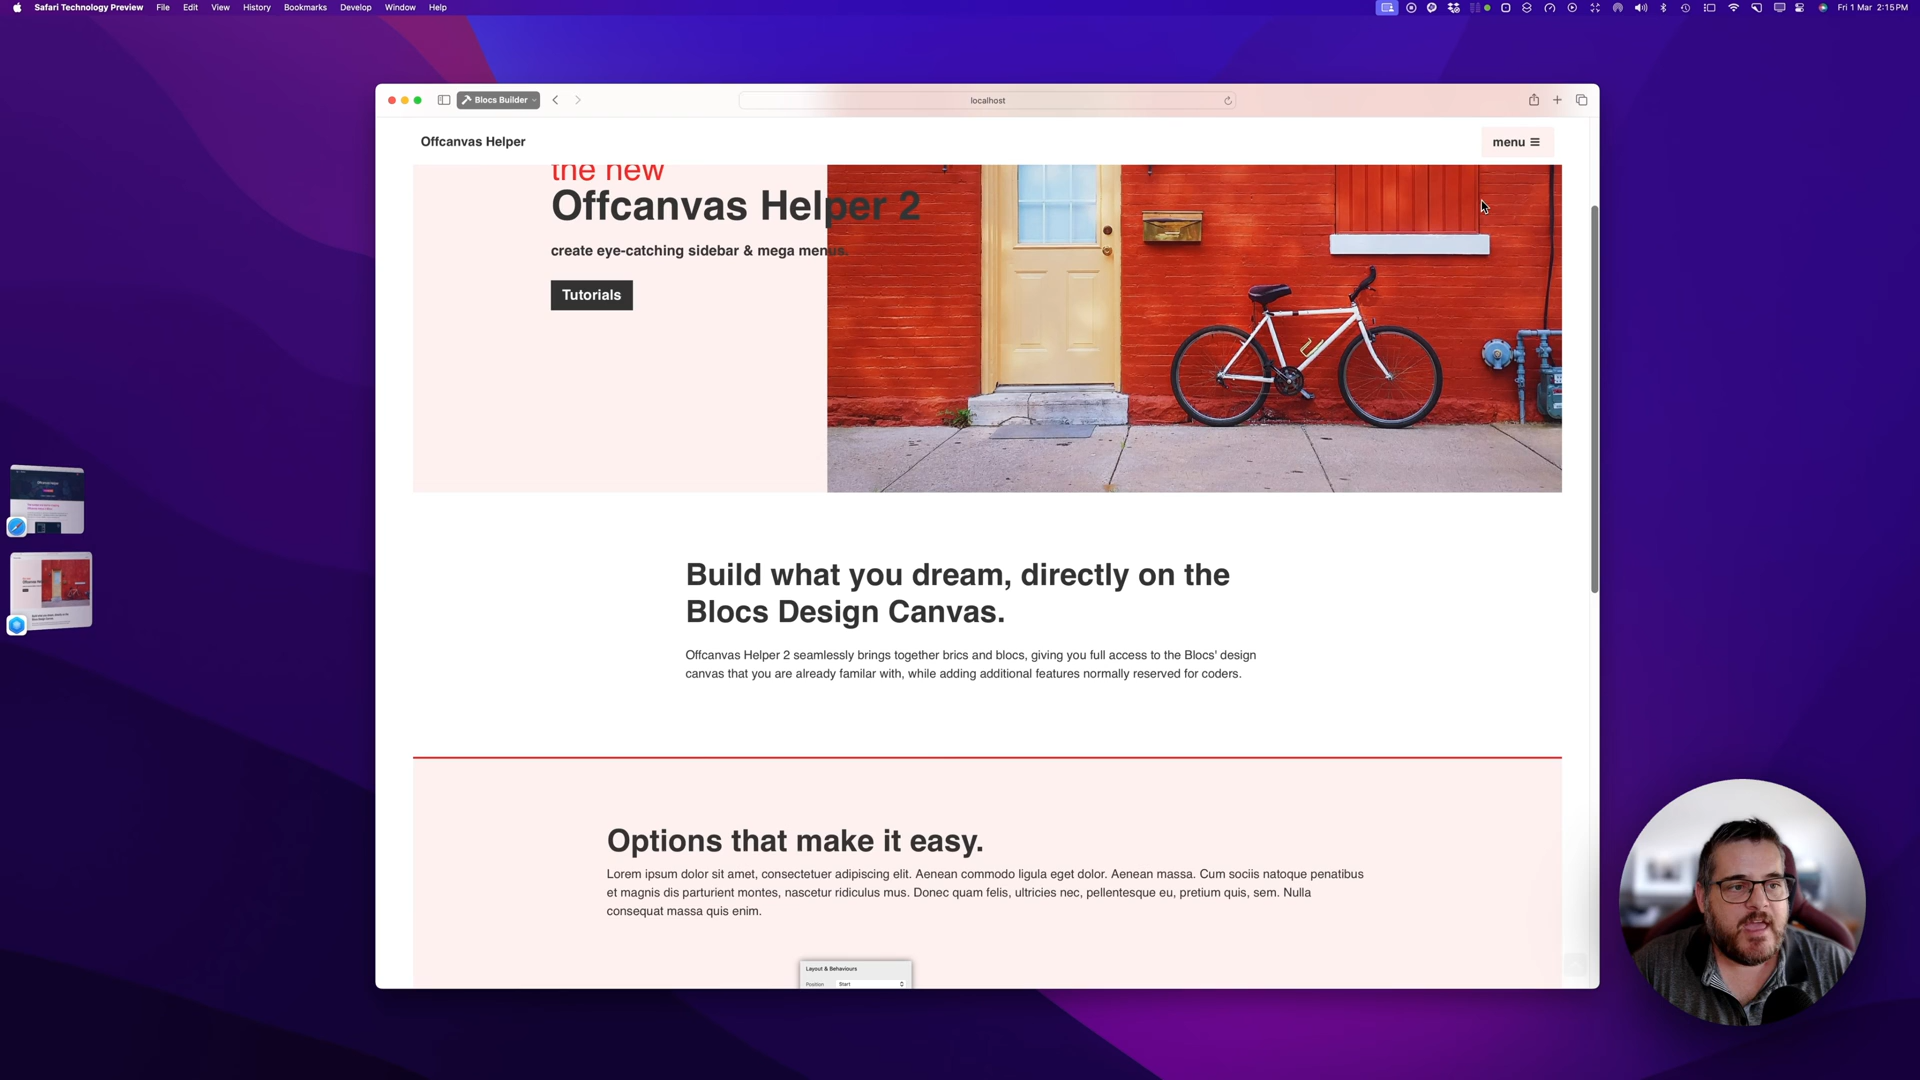 Safari Technology Preview File Edit View History Bookmarks Develop Window Help
Fri 1 Mar 2:15PM
Blocs Builder
localhost
Offcanvas Helper
menu
the new
Offcanvas Helper 2
create eye-catching sidebar & mega menus.
Tutorials
Build what you dream, directly on the
Blocs Design Canvas.
Offcanvas Helper 2 seamlessly brings together brics and blocs, giving you full access to the Blocs' design
canvas that you are already familar with, while adding additional features normally reserved for coders.
Options that make it easy.
Lorem ipsum dolor sit amet, consectetuer adipiscing elit. Aenean commodo ligula eget dolor. Aenean massa. Cum sociis natoque penatibus
et magnis dis parturient montes, nascetur ridiculus mus. Donec quam felis, ultricies nec, pellentesque eu, pretium quis, sem. Nulla
consequat massa quis enim.
Layout & Behaviours
Position Start